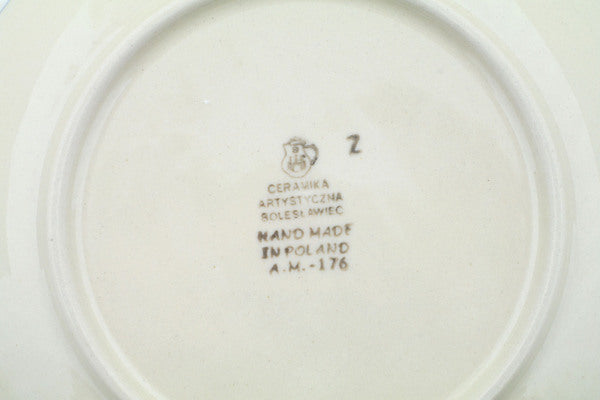 2
CERAMIKA
ARTYSTYCZNA
BOLESŁAWIEC
HAND MADE
IN POLAND
A.M.-176